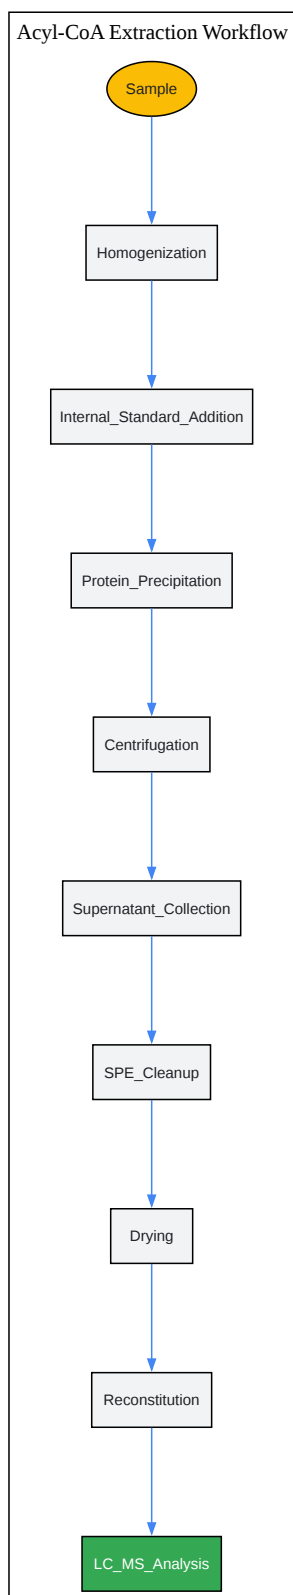 Acyl-CoA Extraction Workflow
Sample
Homogenization
Internal_Standard_Addition
Protein_Precipitation
Centrifugation
Supernatant_Collection
SPE_Cleanup
Drying
Reconstitution
LC_MS_Analysis